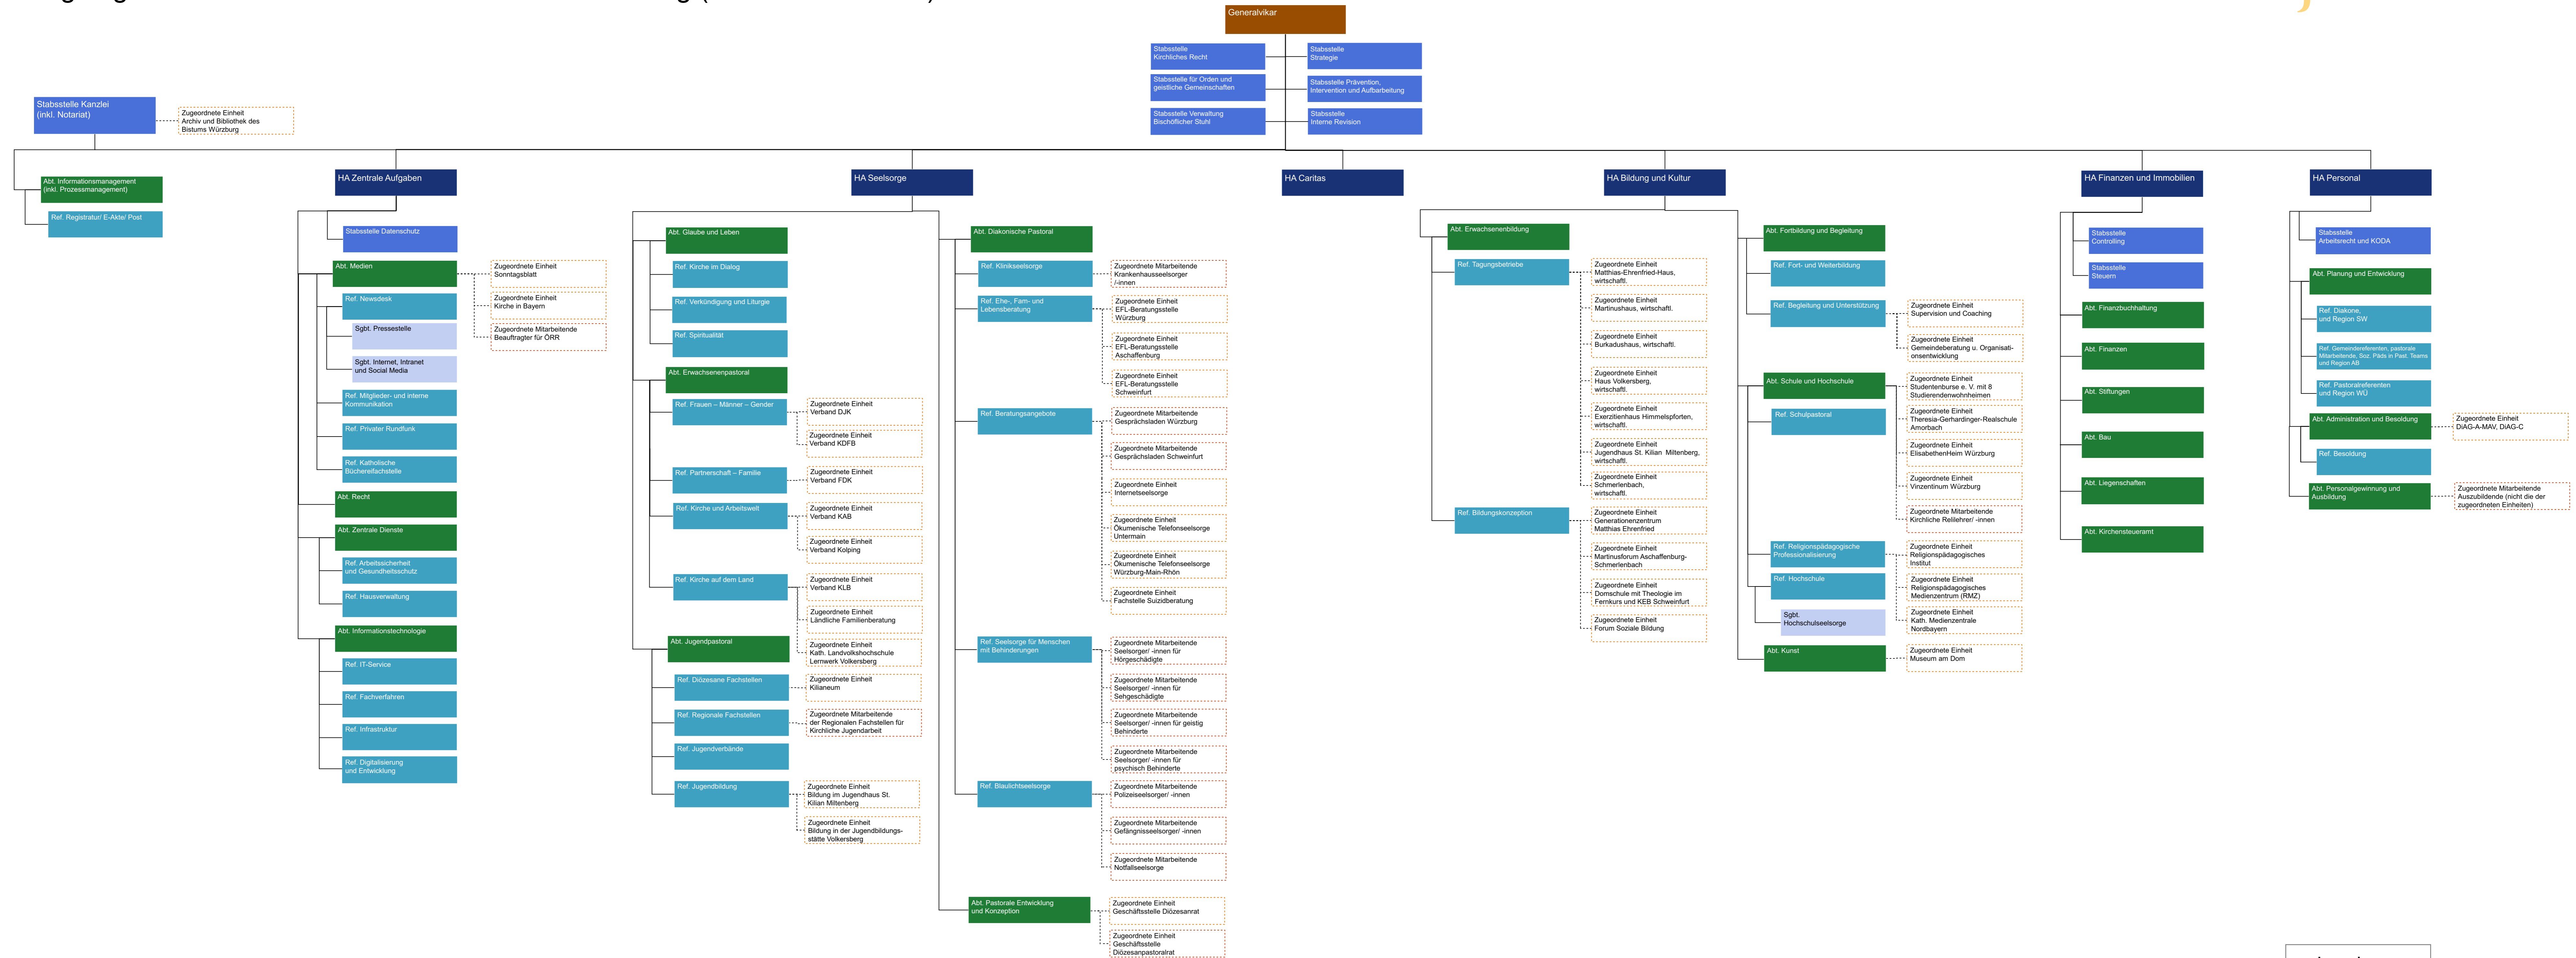 Generalvikar
Stabsstelle
Kirchliches Recht
Stabsstelle
Strategie
Stabsstelle für Orden und
geistliche Gemeinschaften
Stabsstelle Prävention,
Intervention und Aufbarbeitung
Stabsstelle Verwaltung
Bischöflicher Stuhl
Stabsstelle
Interne Revision
Stabsstelle Kanzlei
(inkl. Notariat)
Zugeordnete Einheit
Archiv und Bibliothek des
Bistums Würzburg
Abt. Informationsmanagement
(inkl. Prozessmanagement)
Ref. Registratur/ E-Akte/ Post
HA Zentrale Aufgaben
Stabsstelle Datenschutz
Abt. Medien
Zugeordnete Einheit
Sonntagsblatt
Zugeordnete Einheit
Kirche in Bayern
Zugeordnete Mitarbeitende
Beauftragter für ÖRR
Ref. Newsdesk
Sgbt. Pressestelle
Sgbt. Internet, Intranet
und Social Media
Ref. Mitglieder- und interne
Kommunikation
Ref. Privater Rundfunk
Ref. Katholische
Büchereifachstelle
Abt. Recht
Abt. Zentrale Dienste
Ref. Arbeitssicherheit
und Gesundheitsschutz
Ref. Hausverwaltung
Abt. Informationstechnologie
Ref. IT-Service
Ref. Fachverfahren
Ref. Infrastruktur
Ref. Digitalisierung
und Entwicklung
HA Seelsorge
Abt. Glaube und Leben
Ref. Kirche im Dialog
Ref. Verkündigung und Liturgie
Ref. Spiritualität
Abt. Erwachsenenpastoral
Ref. Frauen – Männer – Gender
Zugeordnete Einheit
Verband DJK
Zugeordnete Einheit
Verband KDFB
Ref. Partnerschaft – Familie
Zugeordnete Einheit
Verband FDK
Ref. Kirche und Arbeitswelt
Zugeordnete Einheit
Verband KAB
Zugeordnete Einheit
Verband Kolping
Ref. Kirche auf dem Land
Zugeordnete Einheit
Verband KLB
Zugeordnete Einheit
Ländliche Familienberatung
Zugeordnete Einheit
Kath. Landvolkshochschule
Lernwerk Volkersberg
Abt. Jugendpastoral
Ref. Diözesane Fachstellen
Zugeordnete Einheit
Kilianeum
Ref. Regionale Fachstellen
Zugeordnete Mitarbeitende
der Regionalen Fachstellen für
Kirchliche Jugendarbeit
Ref. Jugendverbände
Ref. Jugendbildung
Zugeordnete Einheit
Bildung im Jugendhaus St.
Kilian Miltenberg
Zugeordnete Einheit
Bildung in der Jugendbildungs-
stätte Volkersberg
Abt. Diakonische Pastoral
Ref. Klinikseelsorge
Zugeordnete Mitarbeitende
Krankenhausseelsorger
/-innen
Ref. Ehe-, Fam- und
Lebensberatung
Zugeordnete Einheit
EFL-Beratungsstelle
Würzburg
Zugeordnete Einheit
EFL-Beratungsstelle
Aschaffenburg
Zugeordnete Einheit
EFL-Beratungsstelle
Schweinfurt
Ref. Beratungsangebote
Zugeordnete Mitarbeitende
Gesprächsladen Würzburg
Zugeordnete Mitarbeitende
Gesprächsladen Schweinfurt
Zugeordnete Einheit
Internetseelsorge
Zugeordnete Einheit
Ökumenische Telefonseelsorge
Untermain
Zugeordnete Einheit
Ökumenische Telefonseelsorge
Würzburg-Main-Rhön
Zugeordnete Einheit
Fachstelle Suizidberatung
Ref. Seelsorge für Menschen
mit Behinderungen
Zugeordnete Mitarbeitende
Seelsorger/ -innen für
Hörgeschädigte
Zugeordnete Mitarbeitende
Seelsorger/ -innen für
Sehgeschädigte
Zugeordnete Mitarbeitende
Seelsorger/ -innen für geistig
Behinderte
Zugeordnete Mitarbeitende
Seelsorger/ -innen für
psychisch Behinderte
Ref. Blaulichtseelsorge
Zugeordnete Mitarbeitende
Polizeiseelsorger/ -innen
Zugeordnete Mitarbeitende
Gefängnisseelsorger/ -innen
Zugeordnete Mitarbeitende
Notfallseelsorge
Abt. Pastorale Entwicklung
und Konzeption
Zugeordnete Einheit
Geschäftsstelle Diözesanrat
Zugeordnete Einheit
Geschäftsstelle
Diözesanpastoralrat
HA Caritas
HA Bildung und Kultur
Abt. Erwachsenenbildung
Ref. Tagungsbetriebe
Zugeordnete Einheit
Matthias-Ehrenfried-Haus,
wirtschaftl.
Zugeordnete Einheit
Martinushaus, wirtschaftl.
Zugeordnete Einheit
Burkadushaus, wirtschaftl.
Zugeordnete Einheit
Haus Volkersberg,
wirtschaftl.
Zugeordnete Einheit
Exerzitienhaus Himmelspforten,
wirtschaftl.
Zugeordnete Einheit
Jugendhaus St. Kilian Miltenberg,
wirtschaftl.
Zugeordnete Einheit
Schmerlenbach,
wirtschaftl.
Ref. Bildungskonzeption
Zugeordnete Einheit
Generationenzentrum
Matthias Ehrenfried
Zugeordnete Einheit
Martinusforum Aschaffenburg-
Schmerlenbach
Zugeordnete Einheit
Domschule mit Theologie im
Fernkurs und KEB Schweinfurt
Zugeordnete Einheit
Forum Soziale Bildung
Abt. Fortbildung und Begleitung
Ref. Fort- und Weiterbildung
Ref. Begleitung und Unterstützung
Zugeordnete Einheit
Supervision und Coaching
Zugeordnete Einheit
Gemeindeberatung u. Organisati-
onsentwicklung
Abt. Schule und Hochschule
Zugeordnete Einheit
Studentenburse e. V. mit 8
Studierendenwohnheimen
Ref. Schulpastoral
Zugeordnete Einheit
Theresia-Gerhardinger-Realschule
Amorbach
Zugeordnete Einheit
ElisabethenHeim Würzburg
Zugeordnete Einheit
Vinzentinum Würzburg
Zugeordnete Mitarbeitende
Kirchliche Relilehrer/ -innen
Ref. Religionspädagogische
Professionalisierung
Zugeordnete Einheit
Religionspädagogisches
Institut
Ref. Hochschule
Zugeordnete Einheit
Religionspädagogisches
Medienzentrum (RMZ)
Sgbt.
Hochschulseelsorge
Zugeordnete Einheit
Kath. Medienzentrale
Nordbayern
Abt. Kunst
Zugeordnete Einheit
Museum am Dom
HA Finanzen und Immobilien
Stabsstelle
Controlling
Stabsstelle
Steuern
Abt. Finanzbuchhaltung
Abt. Finanzen
Abt. Stiftungen
Abt. Bau
Abt. Liegenschaften
Abt. Kirchensteueramt
HA Personal
Stabsstelle
Arbeitsrecht und KODA
Abt. Planung und Entwicklung
Ref. Diakone,
und Region SW
Ref. Gemeindereferenten, pastorale
Mitarbeitende, Soz. Päds in Past. Teams
und Region AB
Ref. Pastoralreferenten
und Region WÜ
Abt. Administration und Besoldung
Zugeordnete Einheit
DiAG-A-MAV, DiAG-C
Ref. Besoldung
Abt. Personalgewinnung und
Ausbildung
Zugeordnete Mitarbeitende
Auszubildende (nicht die der
zugeordneten Einheiten)